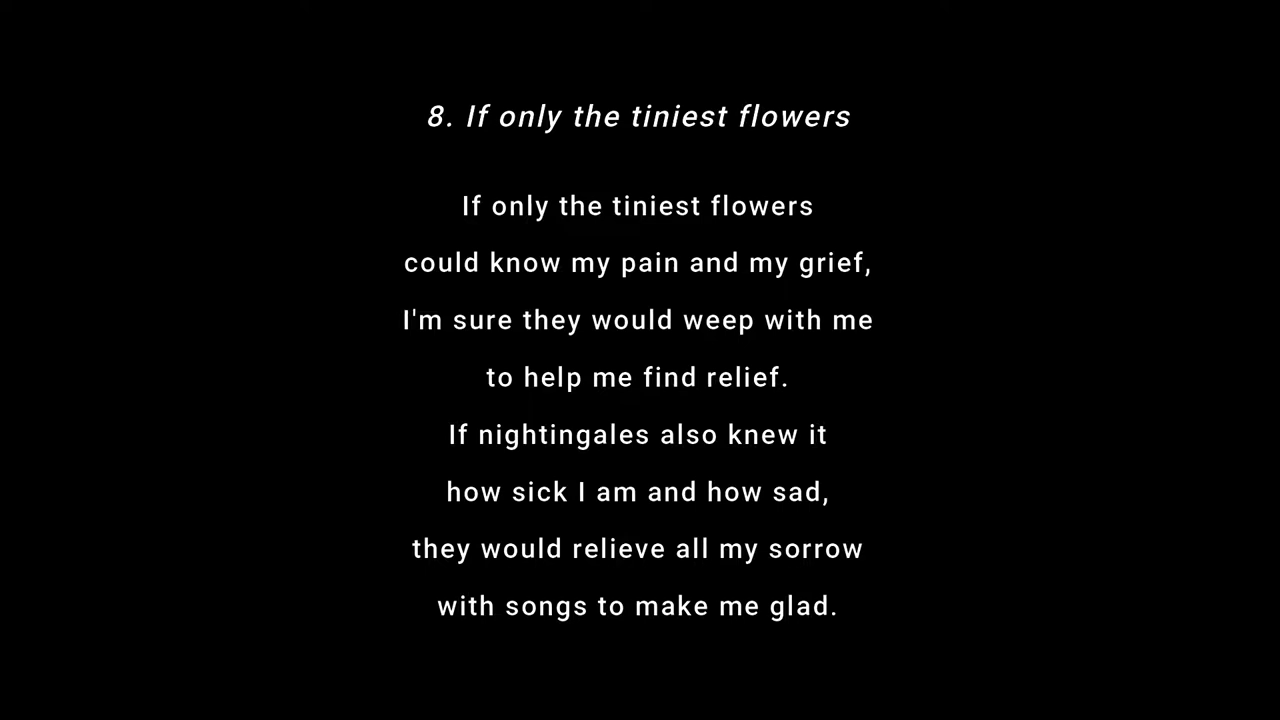 8. If only the tiniest flowers
If only the tiniest flowers
could know my pain and my grief,
I'm sure they would weep with me
to help me find relief.
If nightingales also knew it
how sick I am and how sad,
they would relieve all my sorrow
with songs to make me glad.